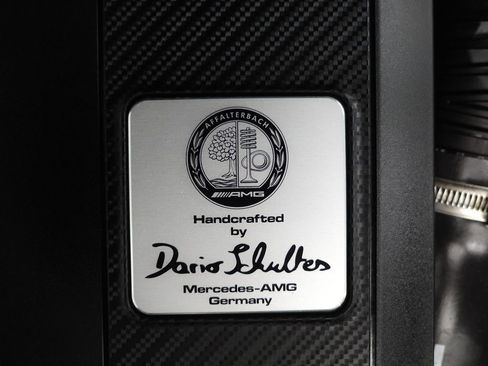 AFFALTERBACH
AMG
Handcrafted
by
Dario Schultes
Mercedes-AMG
Germany